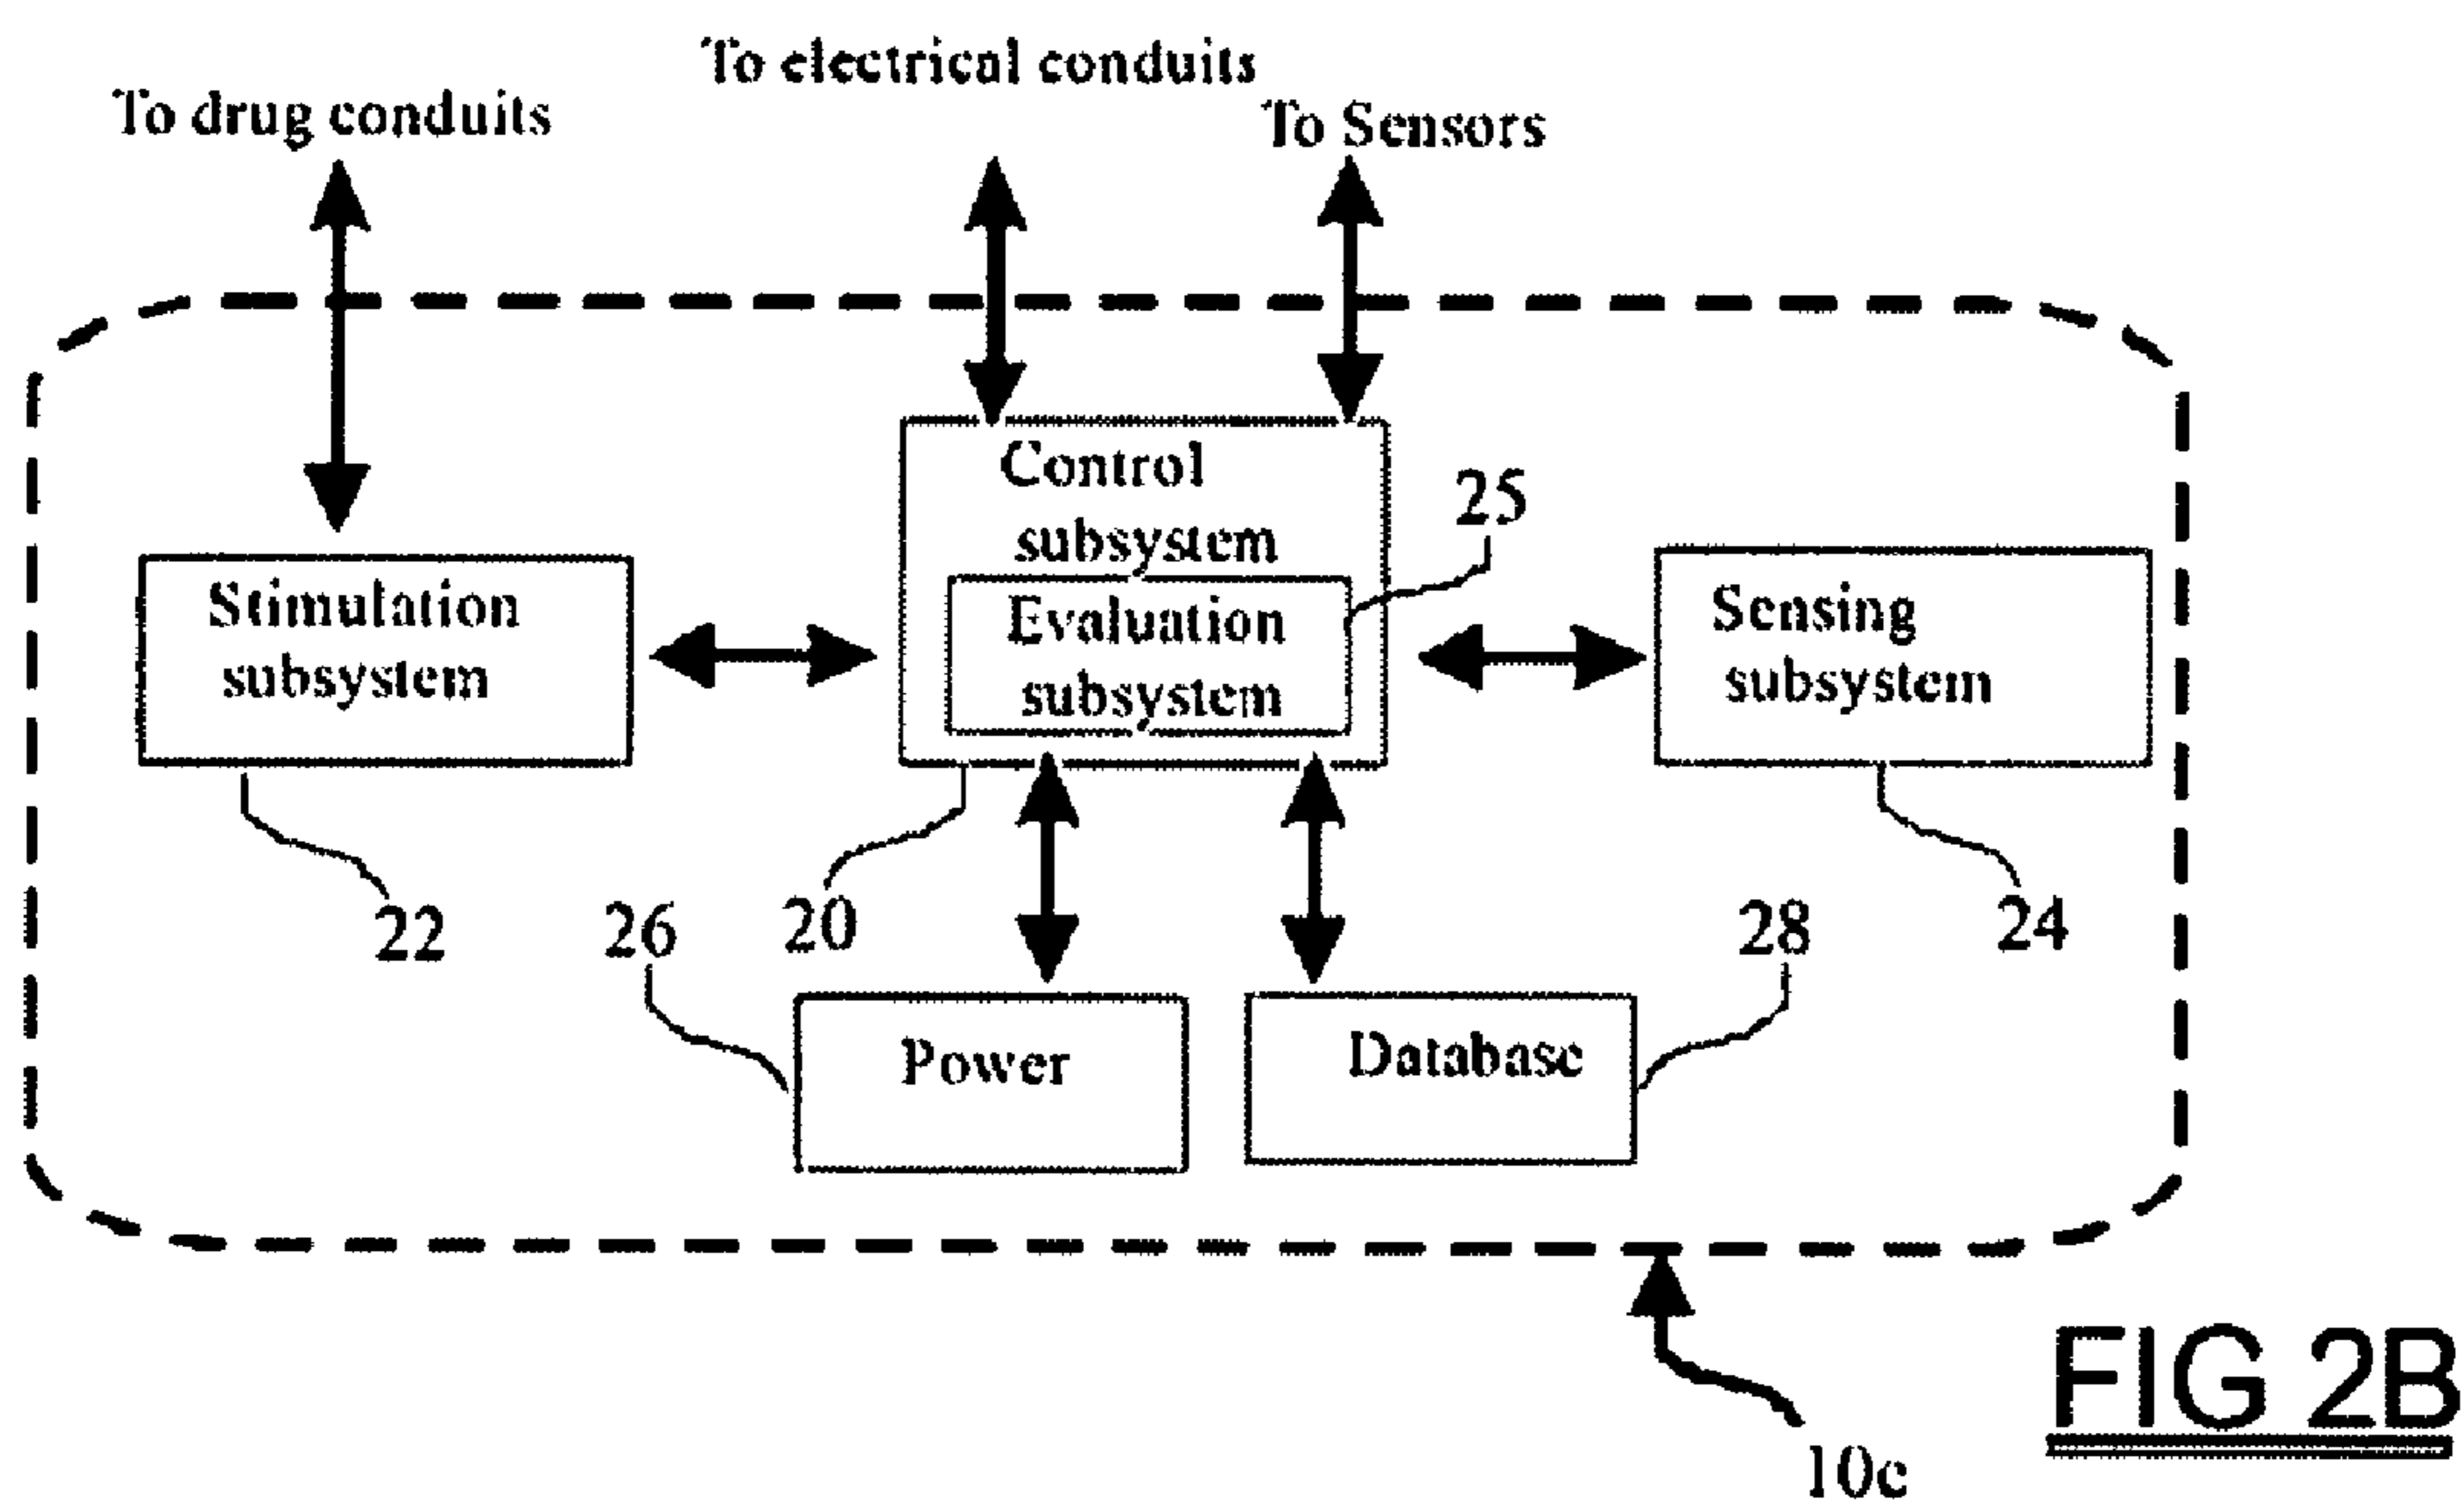 To electrical conduits
To drug conduits
To Sensors
Control
subsystem
25
Stimulation
subsystem
Evaluation
subsystem
Sensing
subsystem
22
26
20
28
24
Power
Database
10c
FIG 2B